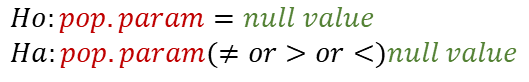 Ho: pop. param = null value
Ha: pop. param(≠ or > or <)null value